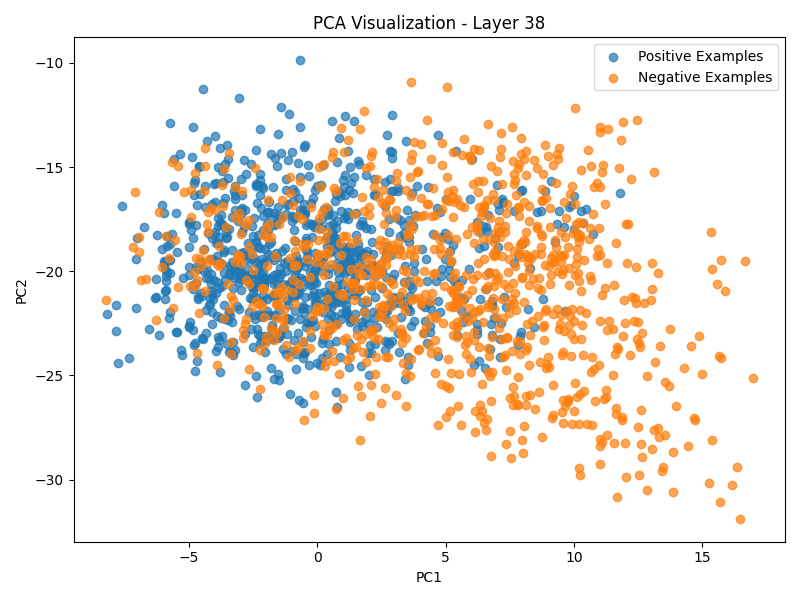 PCA Visualization - Layer 38
Positive Examples
Negative Examples
−10
−15
−20
−25
−30
PC2
−5
0
5
10
15
PC1